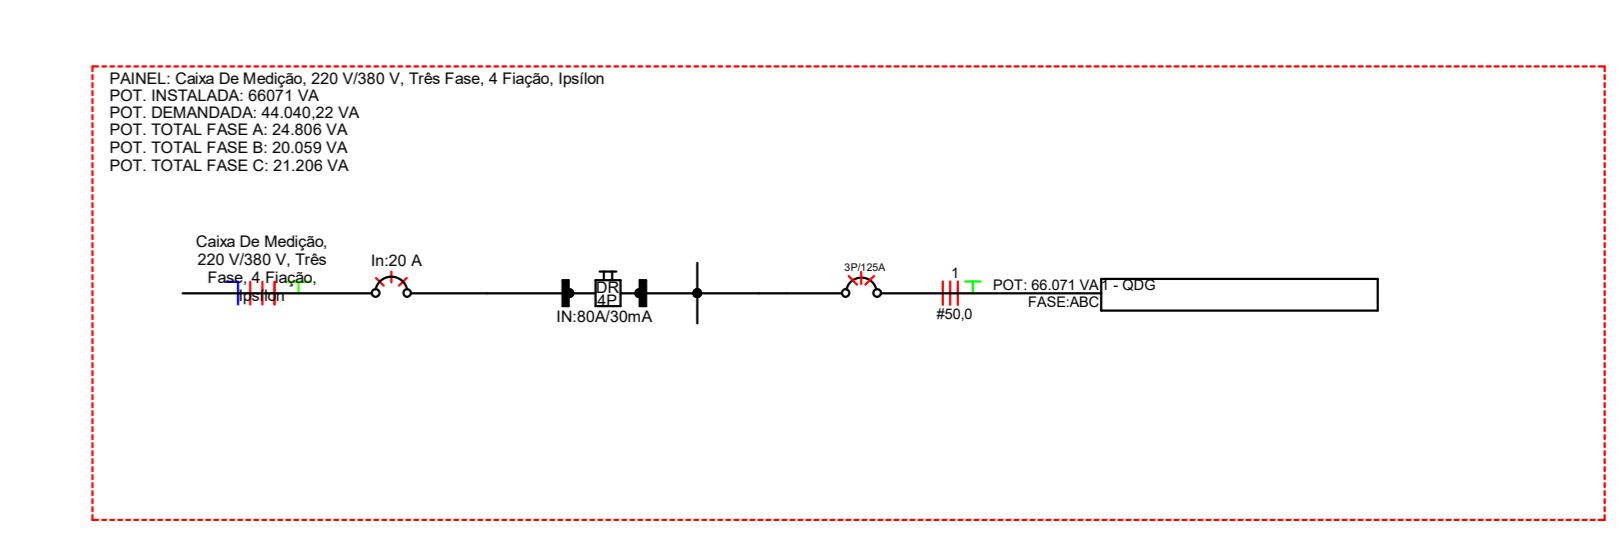 PAINEL: Caixa De Medição, 220 V/380 V, Três Fase, 4 Fiação, Ipsílon
POT. INSTALADA: 66071 VA
POT. DEMANDADA: 44.040,22 VA
POT. TOTAL FASE A: 24.806 VA
POT. TOTAL FASE B: 20.059 VA
POT. TOTAL FASE C: 21.206 VA
Caixa De Medição,
220 V/380 V, Três
Fase, 4 Fiação,
Ipsílon
In:20 A
DR
4P
IN:80A/30mA
3P/125A
1
#50,0
POT: 66.071 VA
FASE:ABC
1 - QDG